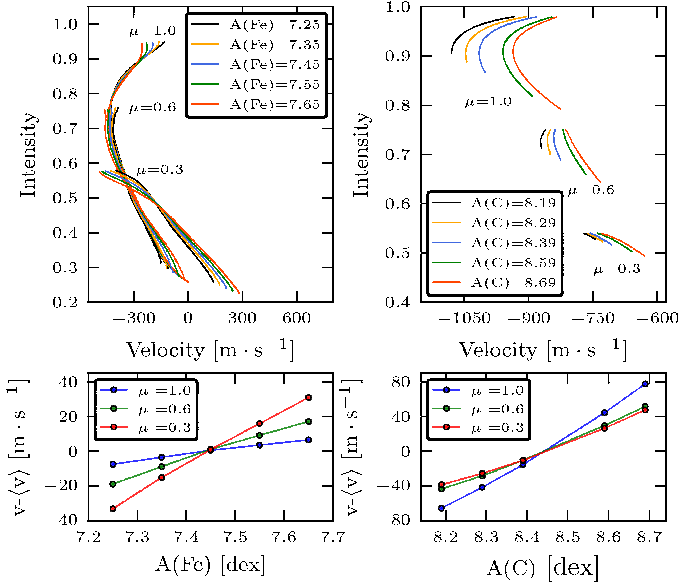 1.0
0.9
0.8
0.7
0.6
0.5
0.4
0.3
0.2
Intensity
μ 1.0
μ=0.6
μ=0.3
A(Fe) 7.25
A(Fe) 7.35
A(Fe)=7.45
A(Fe)=7.55
A(Fe)=7.65
−300 0 300 600
Velocity [m · s⁻¹]
1.0
0.9
0.8
0.7
0.6
0.5
0.4
Intensity
μ=1.0
μ 0.6
μ 0.3
A(C)=8.19
A(C)=8.29
A(C)=8.39
A(C)=8.59
A(C) 8.69
−1050 −900 −750 −600
Velocity [m · s⁻¹]
40
20
0
−20
40
v-⟨v⟩ [m · s⁻¹]
μ =1.0
μ =0.6
μ =0.3
7.2 7.3 7.4 7.5 7.6 7.7
A(Fe) [dex]
80
40
0
−40
80
v-⟨v⟩ [m · s⁻¹]
μ =1.0
μ =0.6
μ =0.3
8.2 8.3 8.4 8.5 8.6 8.7
A(C) [dex]